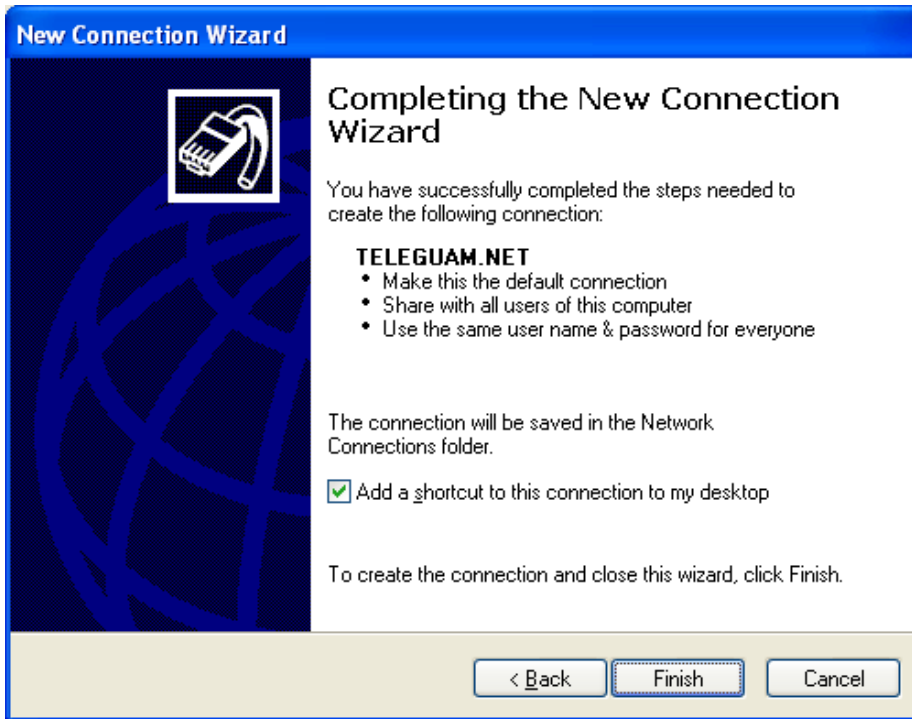 New Connection Wizard
Completing the New Connection
Wizard
You have successfully completed the steps needed to
create the following connection:
TELEGUAM.NET
• Make this the default connection
• Share with all users of this computer
• Use the same user name & password for everyone
The connection will be saved in the Network
Connections folder.
Add a shortcut to this connection to my desktop
To create the connection and close this wizard, click Finish.
< Back Finish Cancel